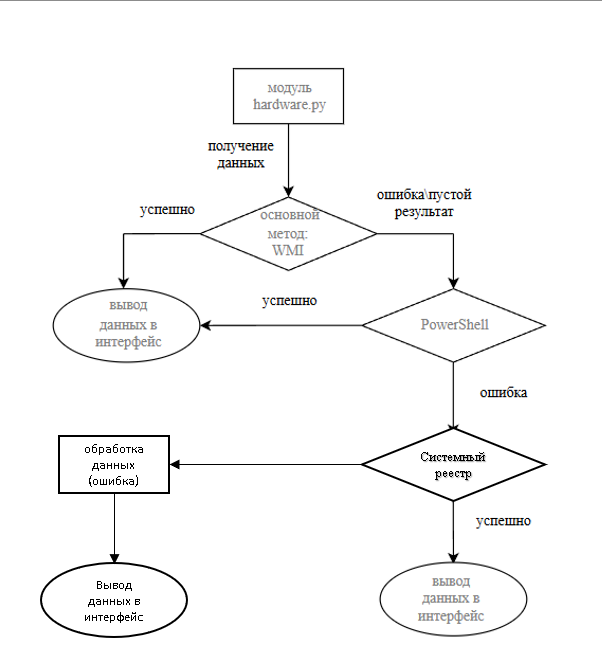 модуль
hardware.py
получение
данных
успешно
ошибка\пустой
результат
основной
метод:
WMI
вывод
данных в
интерфейс
успешно
PowerShell
ошибка
обработка
данных
(ошибка)
Системный
реестр
успешно
Вывод
данных в
интерфейс
вывод
данных в
интерфейс